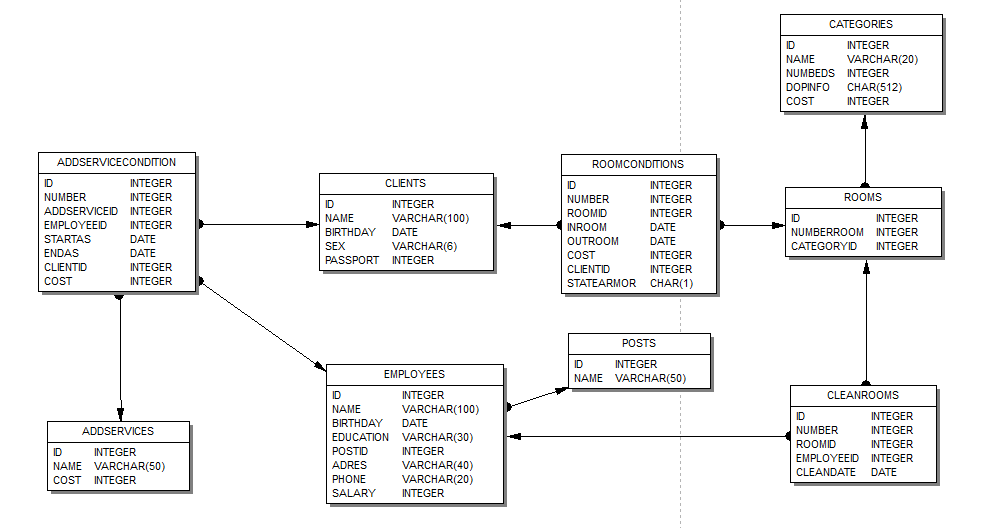 CATEGORIES
ID INTEGER
NAME VARCHAR(20)
NUMBEDS INTEGER
DOPINFO CHAR(512)
COST INTEGER
ADDSERVICECONDITION
ID INTEGER
NUMBER INTEGER
ADDSERVICEID INTEGER
EMPLOYEEID INTEGER
STARTAS DATE
ENDAS DATE
CLIENTID INTEGER
COST INTEGER
CLIENTS
ID INTEGER
NAME VARCHAR(100)
BIRTHDAY DATE
SEX VARCHAR(6)
PASSPORT INTEGER
ROOMCONDITIONS
ID INTEGER
NUMBER INTEGER
ROOMID INTEGER
INROOM DATE
OUTROOM DATE
COST INTEGER
CLIENTID INTEGER
STATEARMOR CHAR(1)
ROOMS
ID INTEGER
NUMBERROOM INTEGER
CATEGORYID INTEGER
POSTS
ID INTEGER
NAME VARCHAR(50)
EMPLOYEES
ID INTEGER
NAME VARCHAR(100)
BIRTHDAY DATE
EDUCATION VARCHAR(30)
POSTID INTEGER
ADRES VARCHAR(40)
PHONE VARCHAR(20)
SALARY INTEGER
CLEANROOMS
ID INTEGER
NUMBER INTEGER
ROOMID INTEGER
EMPLOYEEID INTEGER
CLEANDATE DATE
ADDSERVICES
ID INTEGER
NAME VARCHAR(50)
COST INTEGER